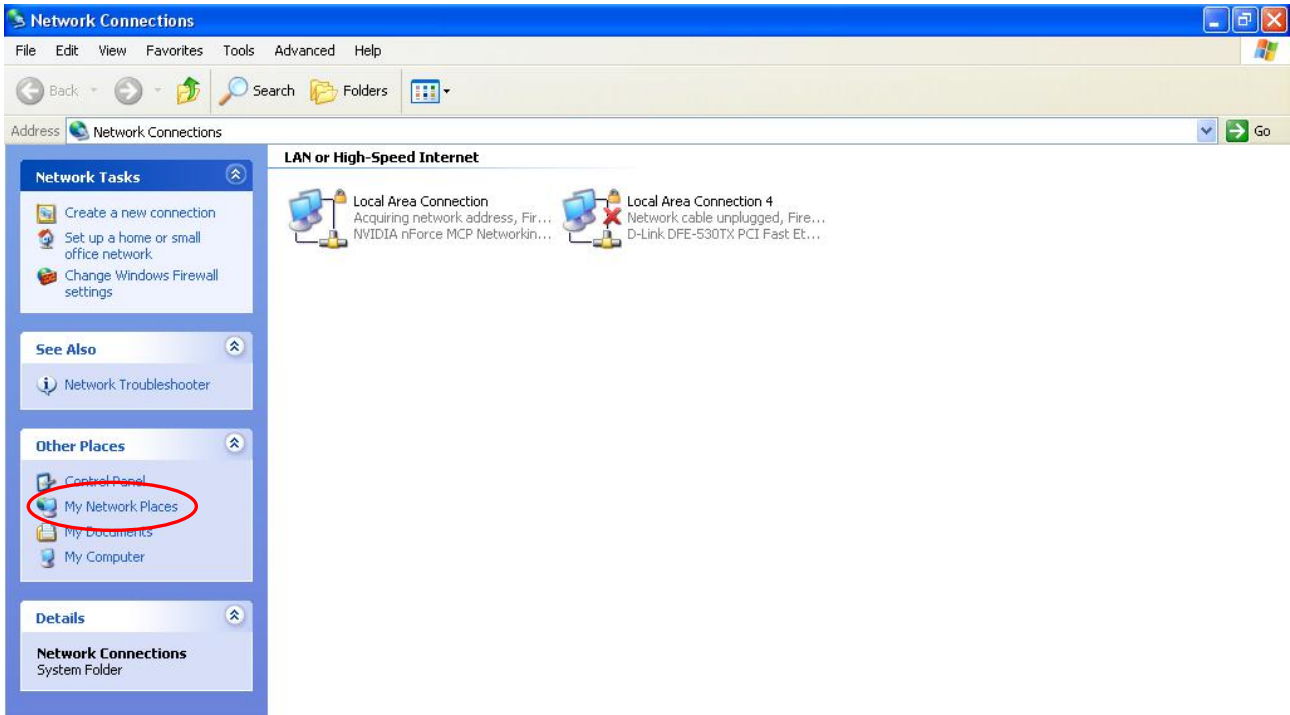 Network Connections
File Edit View Favorites Tools Advanced Help
Back Search Folders
Address Network Connections Go
Network Tasks
Create a new connection
Set up a home or small
office network
Change Windows Firewall
settings
See Also
Network Troubleshooter
Other Places
Control Panel
My Network Places
My Documents
My Computer
Details
Network Connections
System Folder
LAN or High-Speed Internet
Local Area Connection
Acquiring network address, Fir...
NVIDIA nForce MCP Networkin...
Local Area Connection 4
Network cable unplugged, Fire...
D-Link DFE-530TX PCI Fast Et...